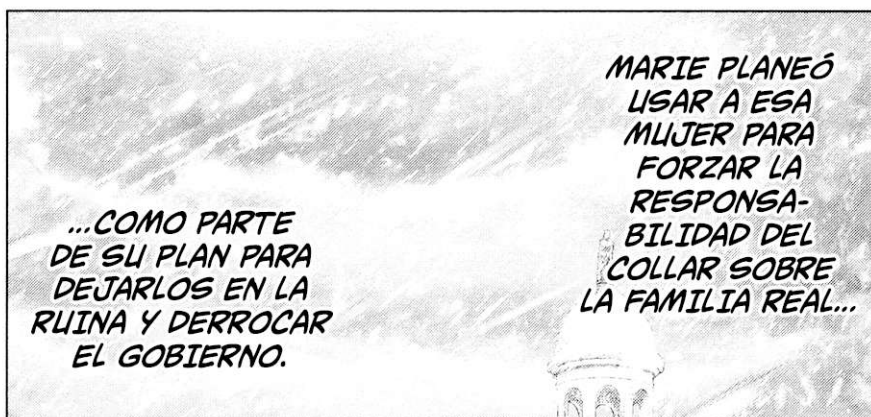 MARIE PLANEÓ
USAR A ESA
MUJER PARA
FORZAR LA
RESPONSA-
BILIDAD DEL
COLLAR SOBRE
LA FAMILIA REAL...
...COMO PARTE
DE SU PLAN PARA
DEJARLOS EN LA
RUINA Y DERROCAR
EL GOBIERNO.